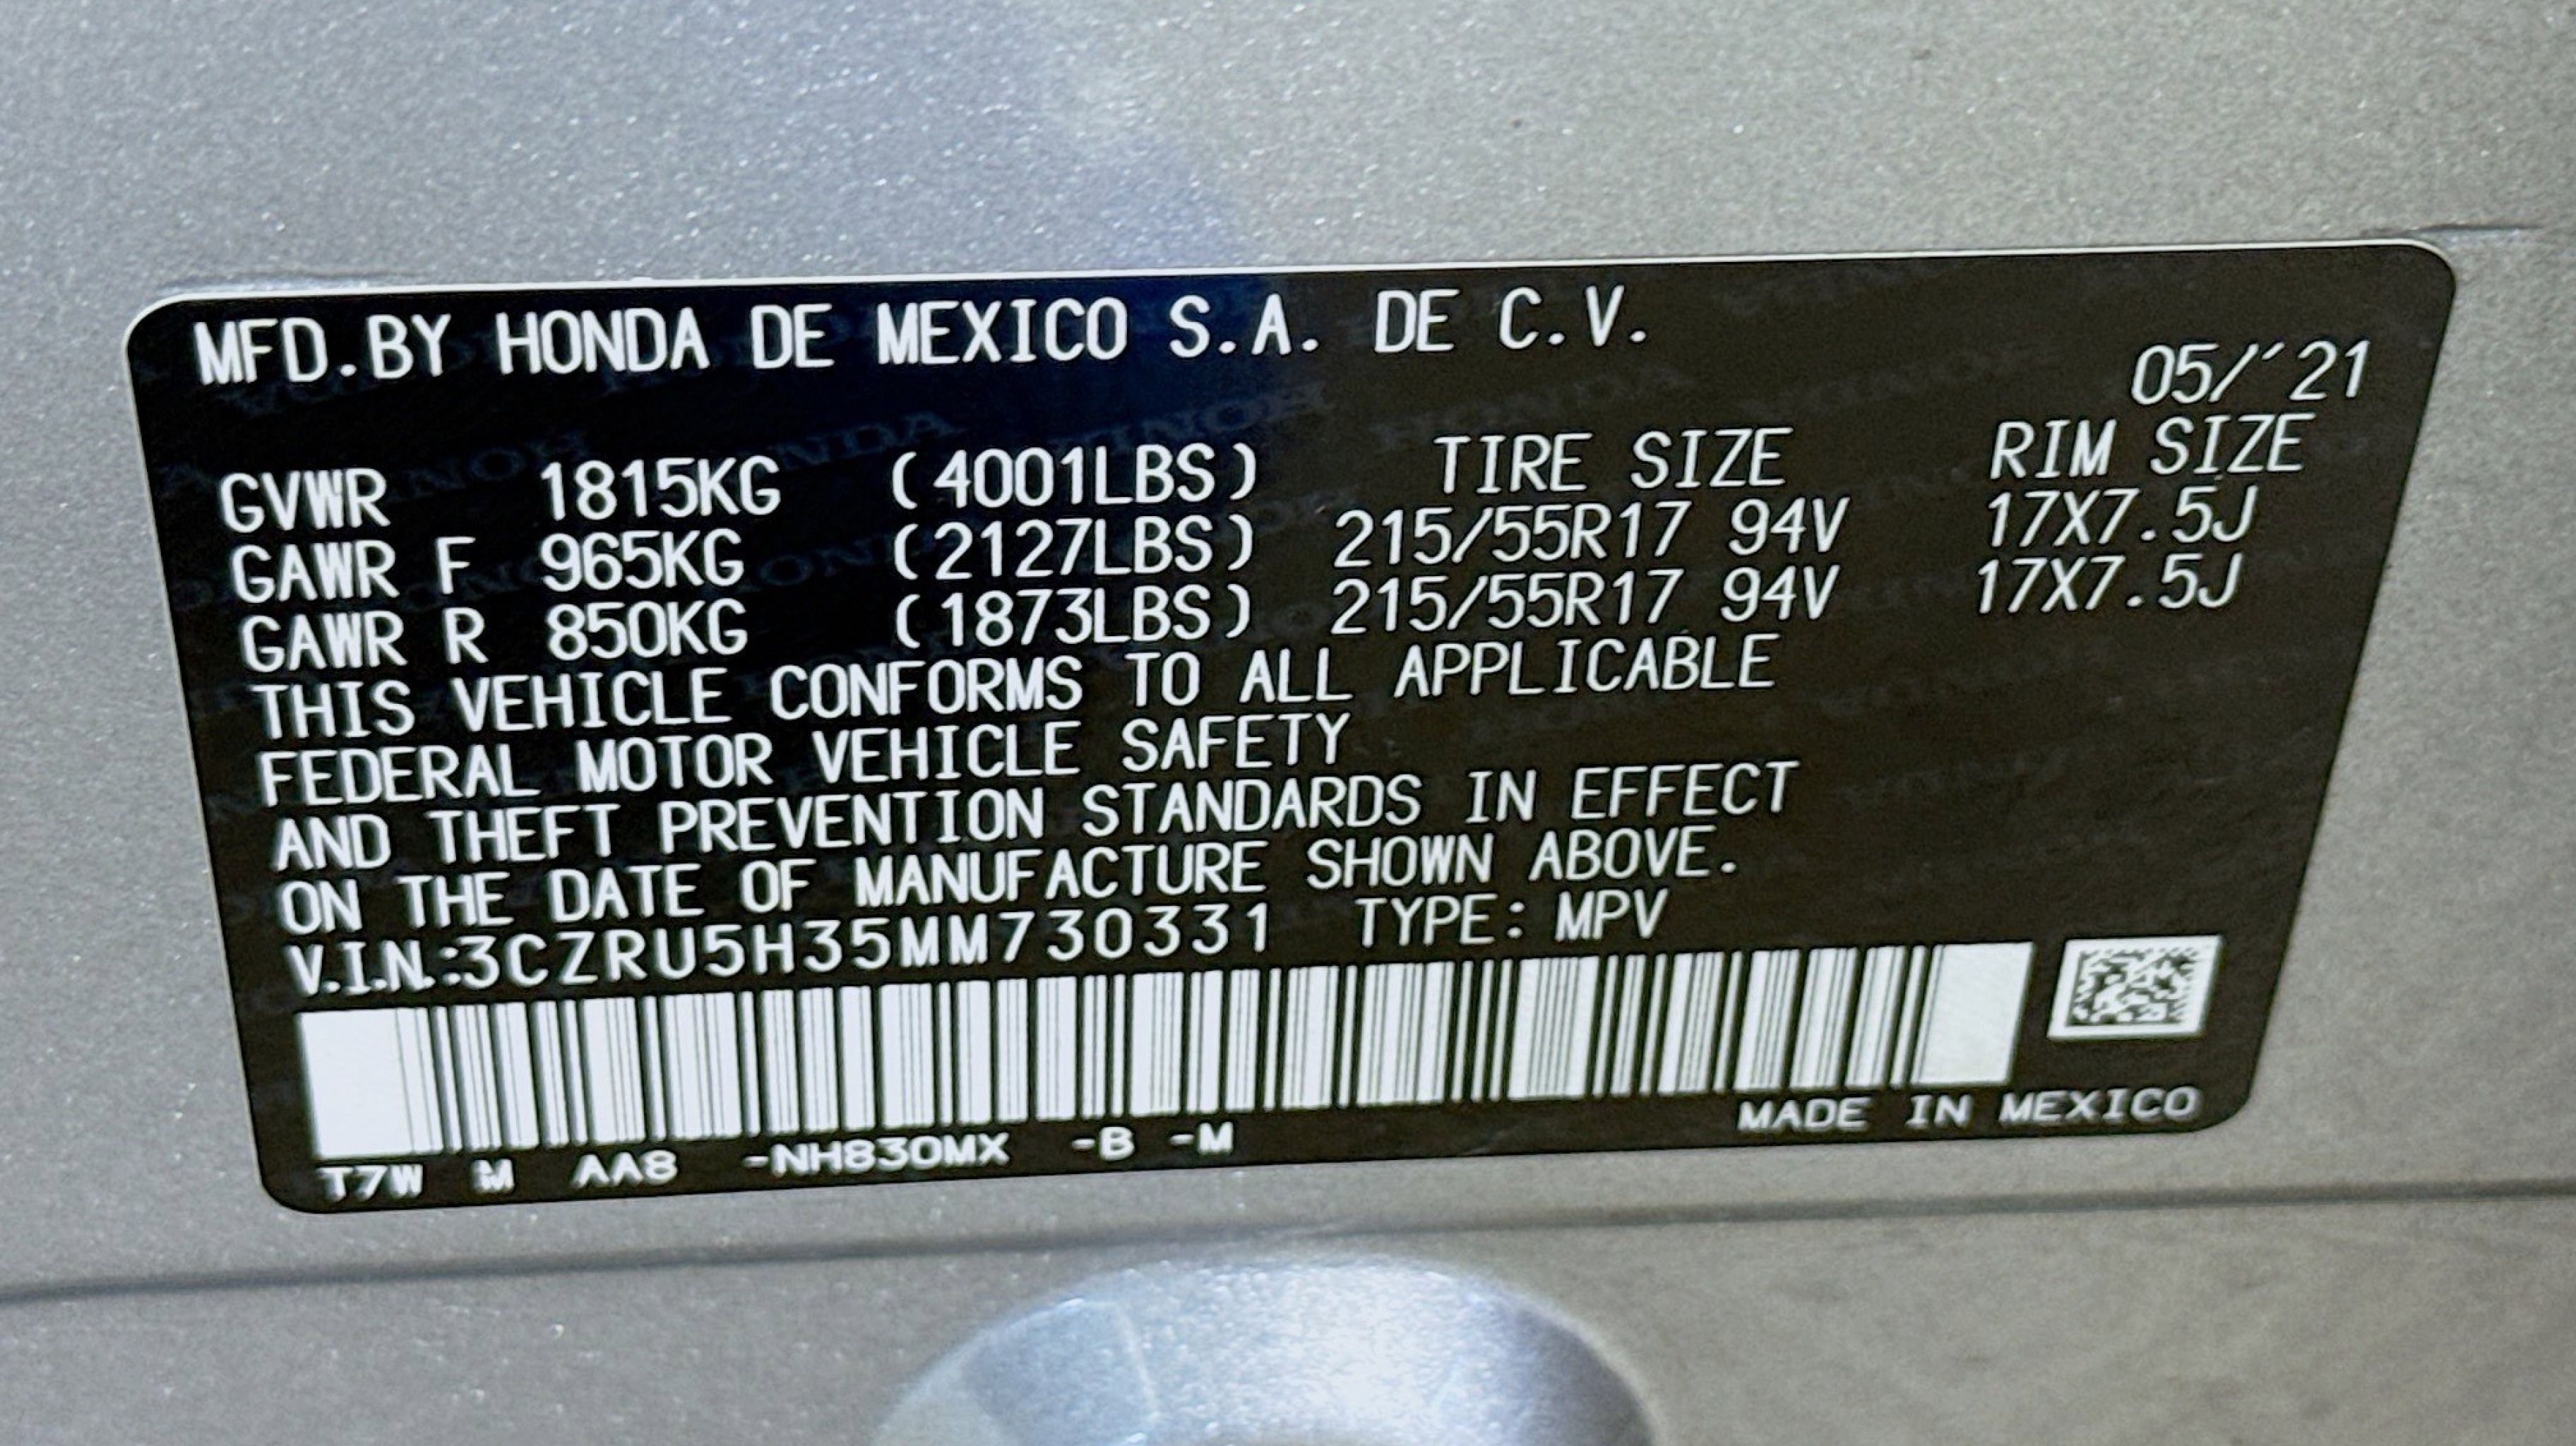 MFD.BY HONDA DE MEXICO S.A. DE C.V.
05/'21
GVWR 1815KG (4001LBS) TIRE SIZE RIM SIZE
GAWR F 965KG (2127LBS) 215/55R17 94V 17X7.5J
GAWR R 850KG (1873LBS) 215/55R17 94V 17X7.5J
THIS VEHICLE CONFORMS TO ALL APPLICABLE
FEDERAL MOTOR VEHICLE SAFETY
AND THEFT PREVENTION STANDARDS IN EFFECT
ON THE DATE OF MANUFACTURE SHOWN ABOVE.
V.I.N.:3CZRU5H35MM730331 TYPE: MPV
T7W M AA8 -NH830MX -B -M MADE IN MEXICO